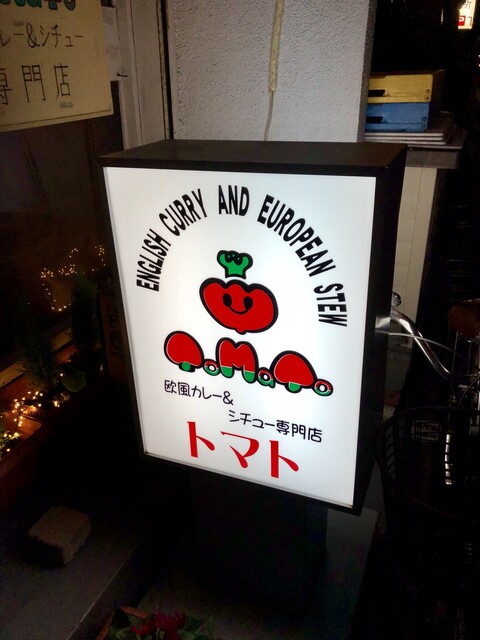 カレー&シチュー
専門店
ENGLISH CURRY AND EUROPEAN STEW
ToMaTo
欧風カレー&
シチュー専門店
トマト